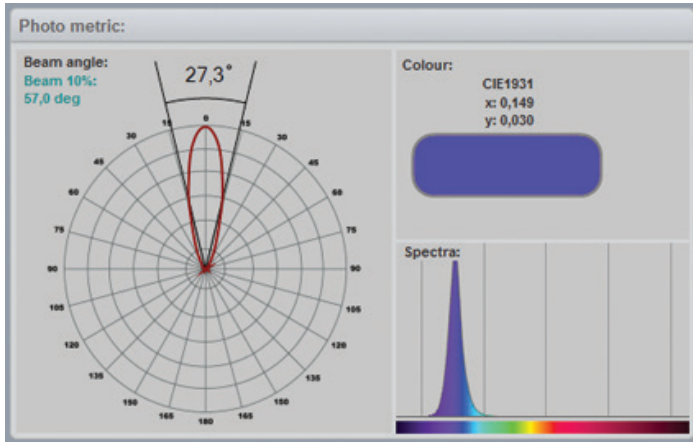 Photo metric:
Beam angle:
Beam 10%:
57,0 deg
27,3°
15 0 15
30 30
45 45
60 60
75 75
90 90
105 105
120 120
135 135
150 150
165 180 165
Colour:
CIE1931
x: 0,149
y: 0,030
Spectra: